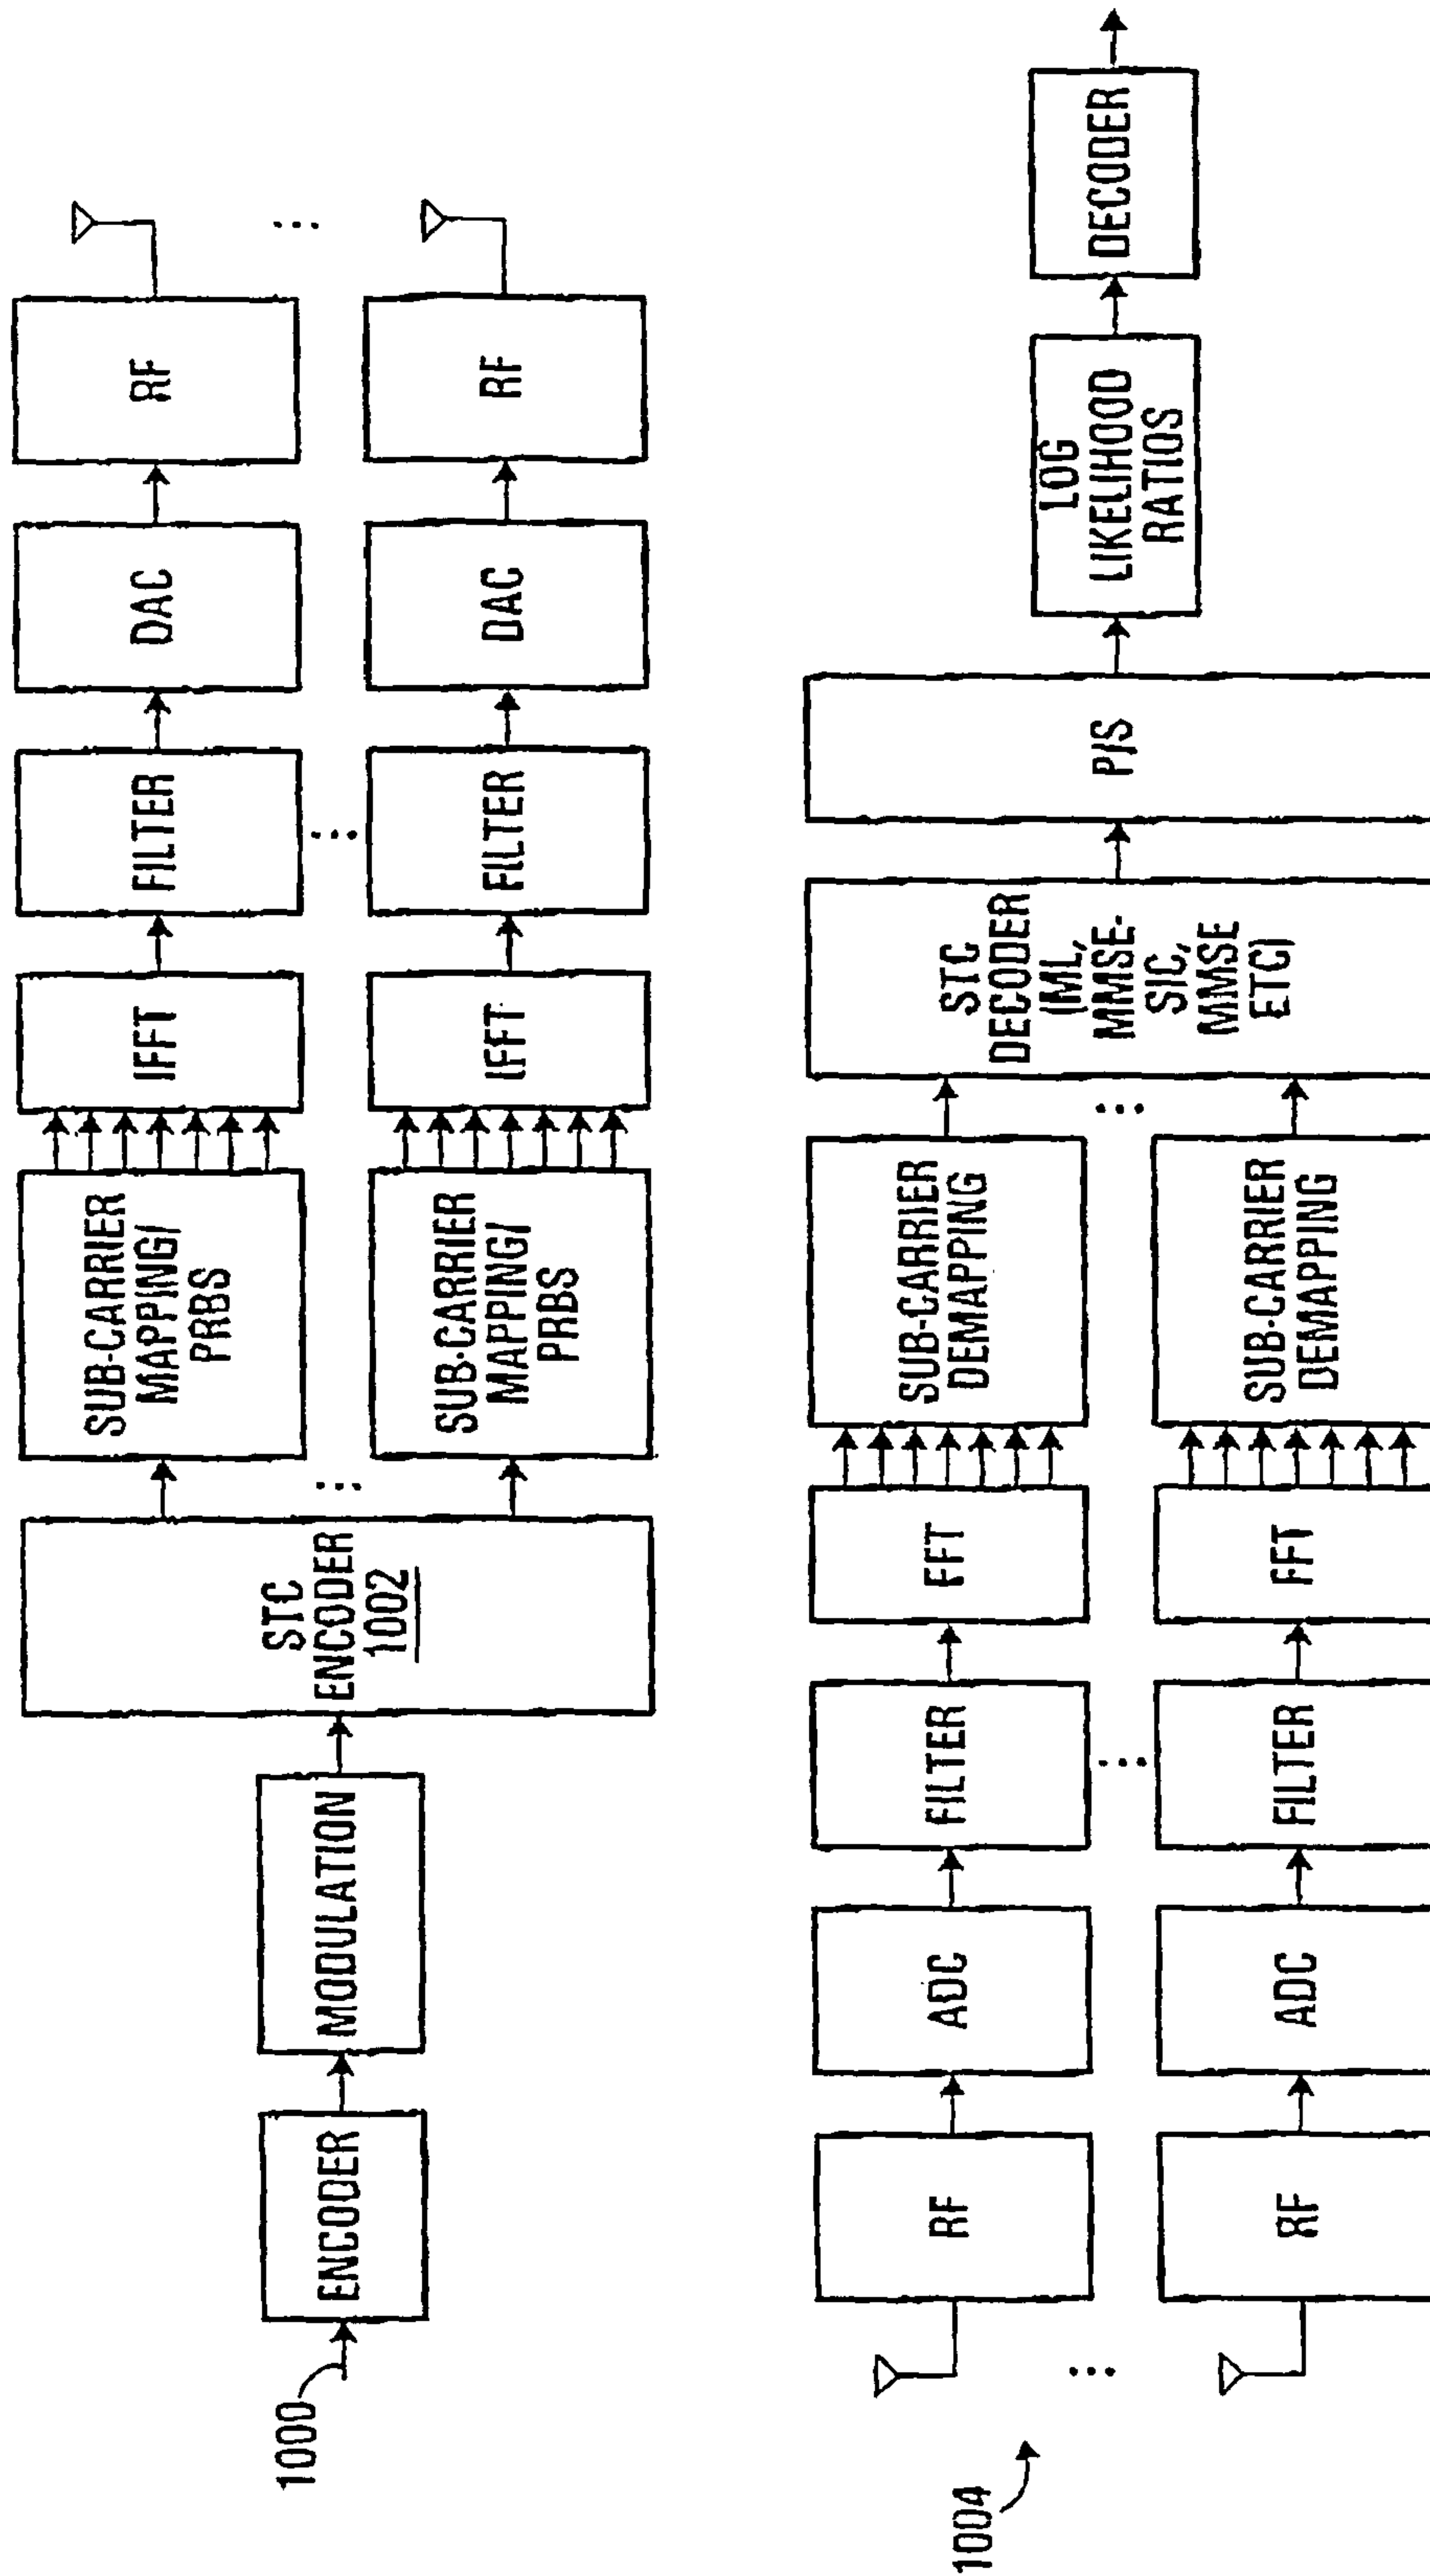 1000
ENCODER
MODULATION
STC
ENCODER
1002
SUB-CARRIER
MAPPING/
PRBS
IFFT
FILTER
DAC
RF
...
...
...
SUB-CARRIER
MAPPING/
PRBS
IFFT
FILTER
DAC
RF
1004
RF
ADC
FILTER
FFT
SUB-CARRIER
DEMAPPING
...
...
...
RF
ADC
FILTER
FFT
SUB-CARRIER
DEMAPPING
STC
DECODER
(ML,
MMSE-
SIC,
MMSE
ETC)
P/S
LOG
LIKELIHOOD
RATIOS
DECODER